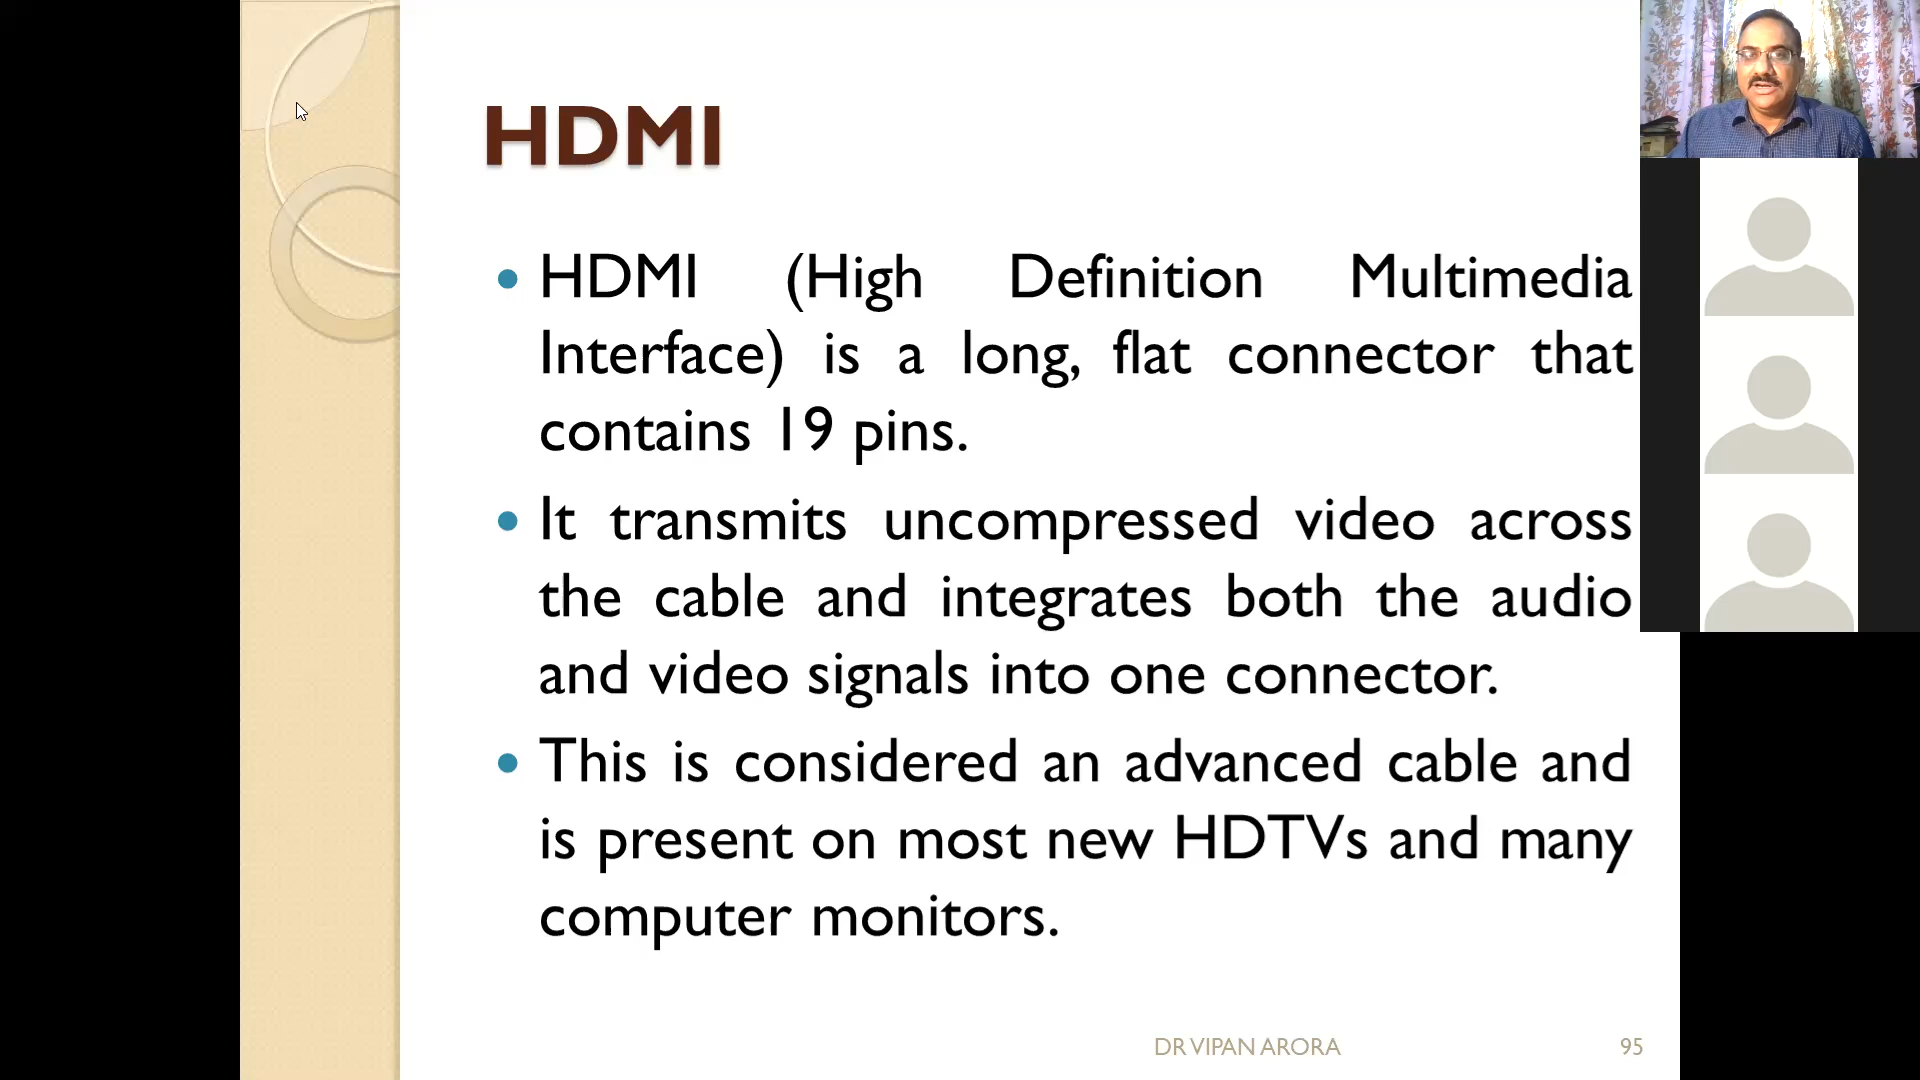 HDMI
• HDMI (High Definition Multimedia
Interface) is a long, flat connector that
contains 19 pins.
• It transmits uncompressed video across
the cable and integrates both the audio
and video signals into one connector.
• This is considered an advanced cable and
is present on most new HDTVs and many
computer monitors.
DR VIPAN ARORA 95